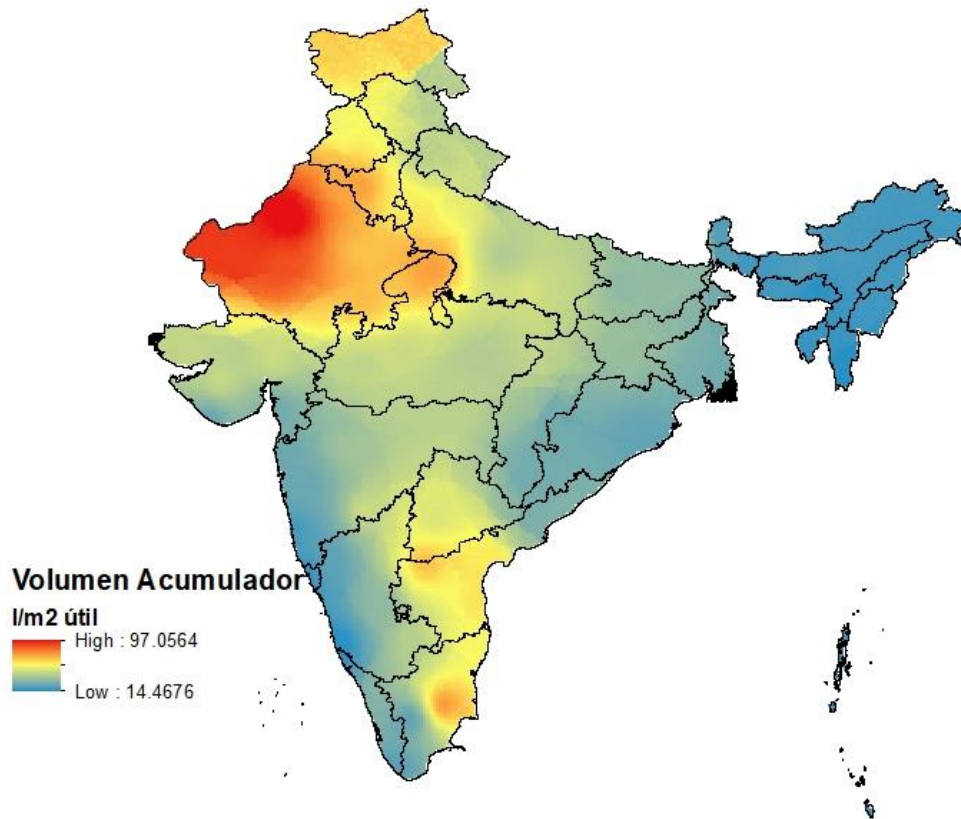 Volumen Acumulador
l/m2 útil
High : 97.0564
Low : 14.4676